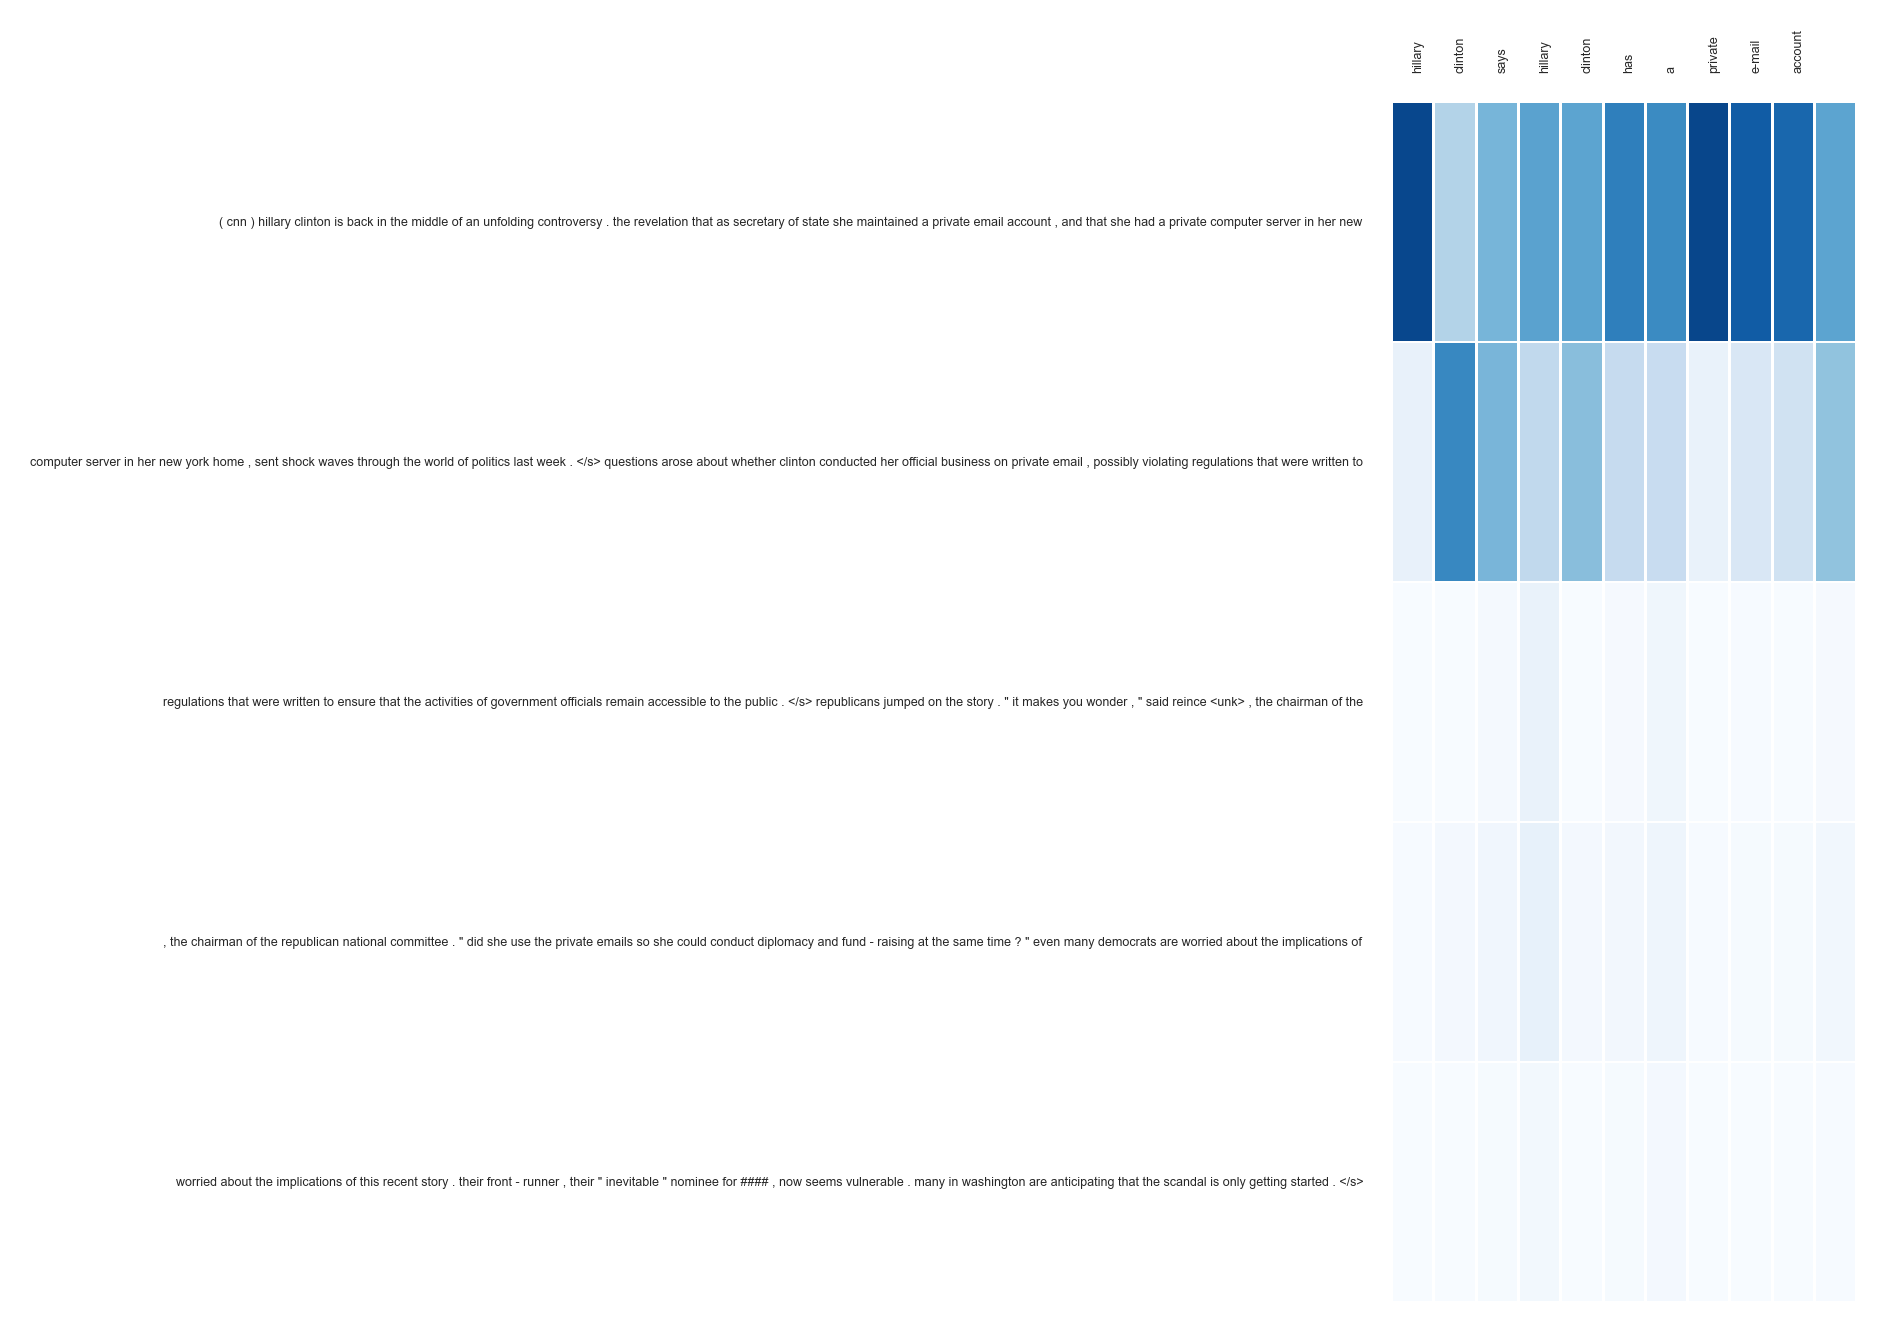 hillary
clinton
says
hillary
clinton
has
a
private
e-mail
account
( cnn ) hillary clinton is back in the middle of an unfolding controversy . the revelation that as secretary of state she maintained a private email account , and that she had a private computer server in her new
computer server in her new york home , sent shock waves through the world of politics last week . </s> questions arose about whether clinton conducted her official business on private email , possibly violating regulations that were written to
regulations that were written to ensure that the activities of government officials remain accessible to the public . </s> republicans jumped on the story . " it makes you wonder , " said reince <unk> , the chairman of the
, the chairman of the republican national committee . " did she use the private emails so she could conduct diplomacy and fund - raising at the same time ? " even many democrats are worried about the implications of
worried about the implications of this recent story . their front - runner , their " inevitable " nominee for #### , now seems vulnerable . many in washington are anticipating that the scandal is only getting started . </s>